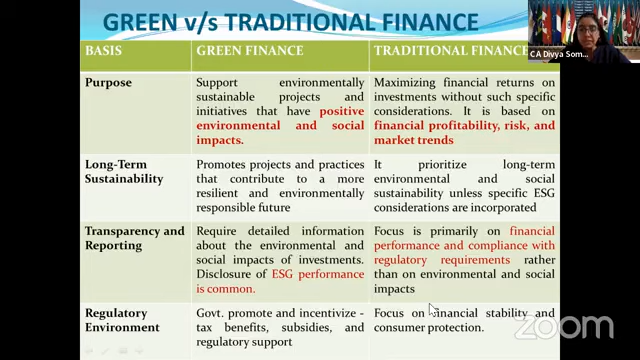 GREEN v/s TRADITIONAL FINANCE
CA Divya Som...
BASIS
GREEN FINANCE
TRADITIONAL FINANCE
Purpose
Support environmentally
sustainable projects and
initiatives that have positive
environmental and social
impacts.
Maximizing financial returns on
investments without such specific
considerations. It is based on
financial profitability, risk, and
market trends
Long-Term
Sustainability
Promotes projects and practices
that contribute to a more
resilient and environmentally
responsible future
It prioritize long-term
environmental and social
sustainability unless specific ESG
considerations are incorporated
Transparency and
Reporting
Require detailed information
about the environmental and
social impacts of investments.
Disclosure of ESG performance
is common.
Focus is primarily on financial
performance and compliance with
regulatory requirements rather
than on environmental and social
impacts
Regulatory
Environment
Govt. promote and incentivize -
tax benefits, subsidies, and
regulatory support
Focus on financial stability and
consumer protection.
zoom